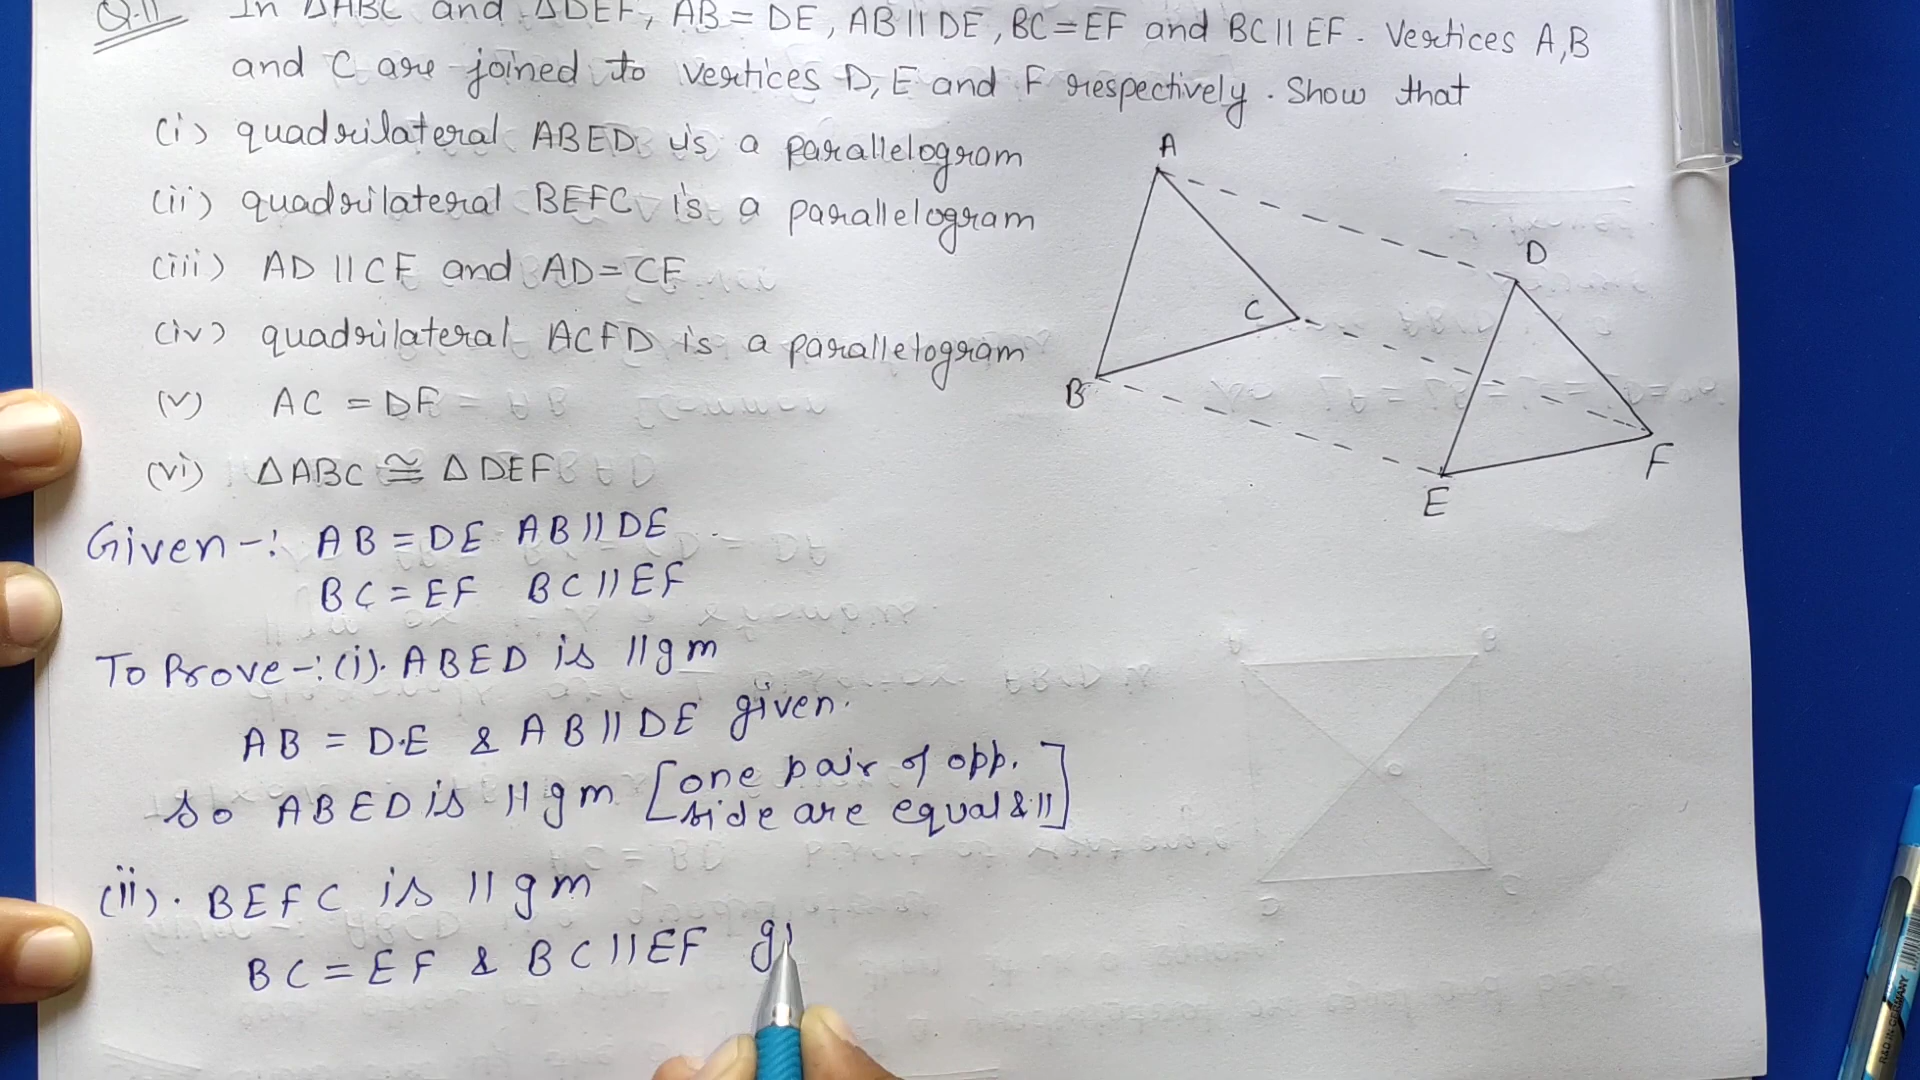 Q.11 In ΔABC and ΔDEF, AB = DE, AB || DE, BC = EF and BC || EF. Vertices A, B
and C are joined to vertices D, E and F respectively. Show that
(i) quadrilateral ABED is a parallelogram
(ii) quadrilateral BEFC is a parallelogram
(iii) AD || CF and AD = CF
(iv) quadrilateral ACFD is a parallelogram
(v) AC = DF
(vi) ΔABC ≅ ΔDEF
A
D
C
B
F
E
Given -: AB = DE AB || DE
BC = EF BC || EF
To Prove -: (i). ABED is ||gm
AB = DE & AB || DE given.
so ABED is ||gm [one pair of opp.
side are equal & ||]
(ii). BEFC is ||gm
BC = EF & BC || EF gi